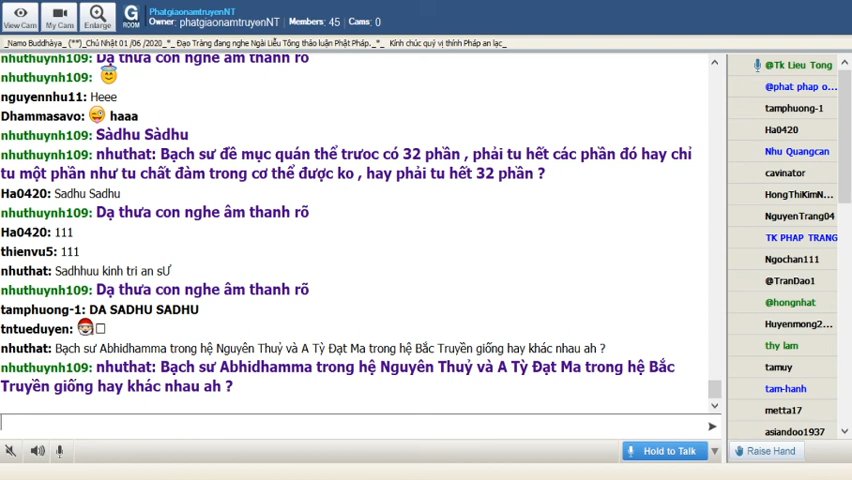 PhatgiaonamtruyenNT
Owner: phatgiaonamtruyenNT Members: 45 Cams: 0
View Cam My Cam Enlarge G ROOM
_Namo Buddhàya_ (**)_Chủ Nhật 01 /06 /2020_*_ Đạo Tràng đang nghe Ngài Liễu Tông thảo luận Phật Pháp._*_ Kính chúc quý vị thính Pháp an lạc_
nhuthuynh109: Dạ thưa con nghe âm thanh rõ
nhuthuynh109:
nguyennhu11: Heee
Dhammasavo: haaa
nhuthuynh109: Sàdhu Sàdhu
nhuthuynh109: nhuthat: Bạch sư đề mục quán thể trước có 32 phần , phải tu hết các phần đó hay chỉ
tu một phần như tu chất đàm trong cơ thể được ko , hay phải tu hết 32 phần ?
Ha0420: Sadhu Sadhu
nhuthuynh109: Dạ thưa con nghe âm thanh rõ
Ha0420: 111
thienvu5: 111
nhuthat: Sadhhuu kinh tri an sƯ
nhuthuynh109: Dạ thưa con nghe âm thanh rõ
tamphuong-1: DA SADHU SADHU
tntueduyen:
nhuthat: Bạch sư Abhidhamma trong hệ Nguyên Thuỷ và A Tỳ Đạt Ma trong hệ Bắc Truyền giống hay khác nhau ah ?
nhuthuynh109: nhuthat: Bạch sư Abhidhamma trong hệ Nguyên Thuỷ và A Tỳ Đạt Ma trong hệ Bắc
Truyền giống hay khác nhau ah ?
Hold to Talk
@Tk Lieu Tong
@phat phap o...
tamphuong-1
Ha0420
Nhu Quangcan
cavinator
HongThiKimN...
NguyenTrang04
TK PHAP TRANG
Ngochan111
@TranDao1
@hongnhat
Huyenmong2...
thy lam
tamuy
tam-hanh
metta17
asiandoo1937
Raise Hand